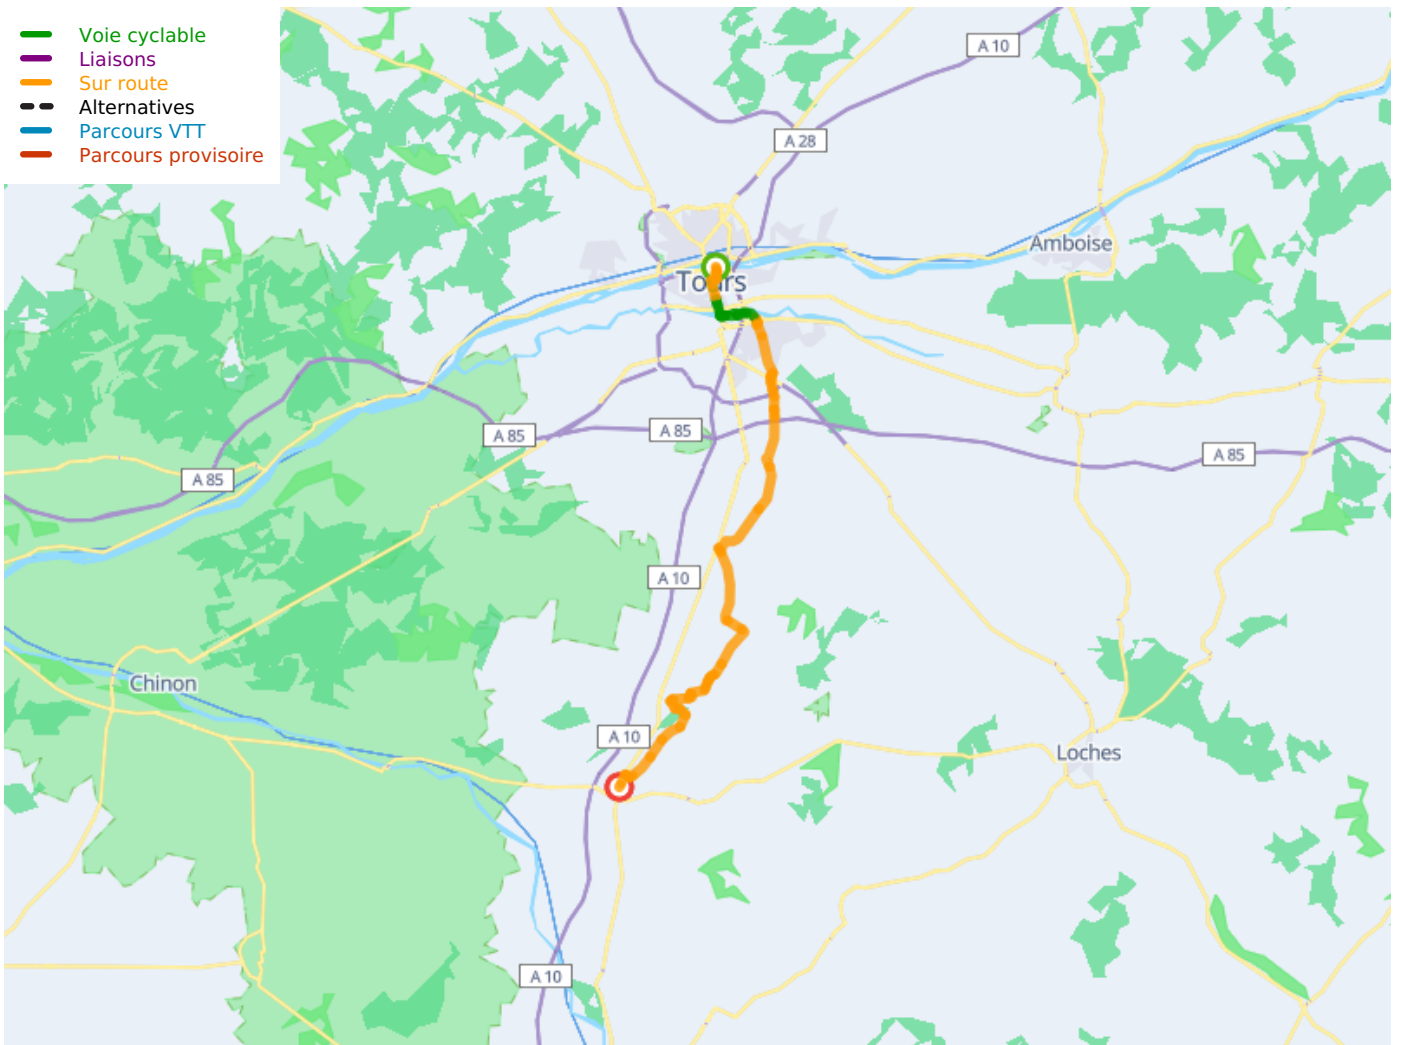 Voie cyclable
Liaisons
Sur route
Alternatives
Parcours VTT
Parcours provisoire
A 10
A 28
Amboise
Tours
A 85
A 85
A 85
A 85
A 10
Chinon
A 10
Loches
A 10